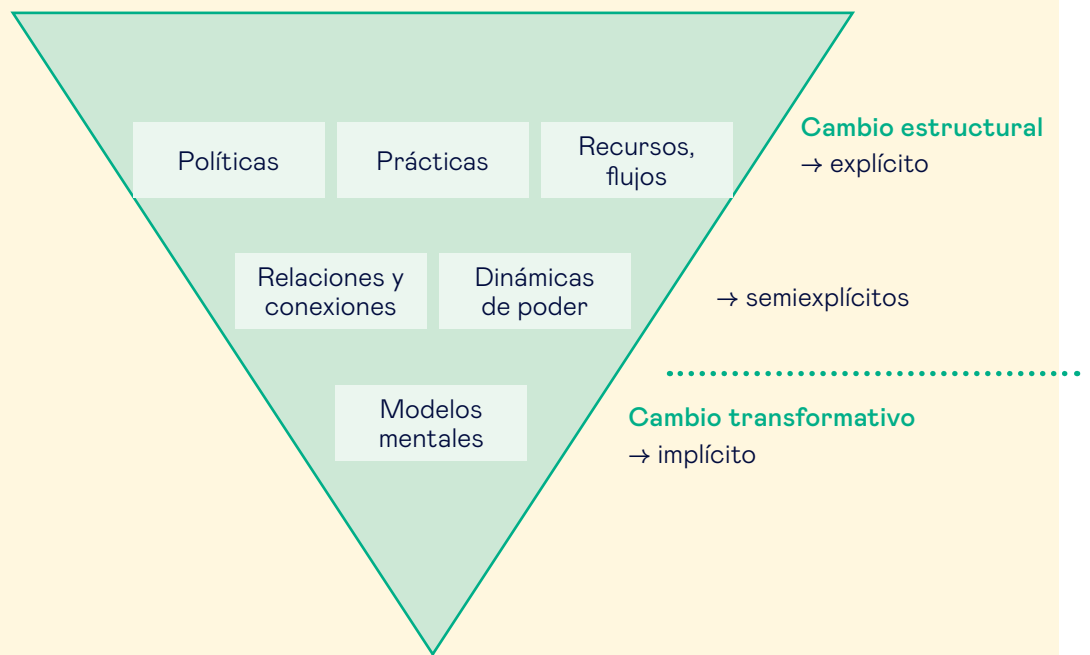 Políticas
Prácticas
Recursos,
flujos
Cambio estructural
→ explícito
Relaciones y
conexiones
Dinámicas
de poder
→ semiexplícitos
Modelos
mentales
Cambio transformativo
→ implícito